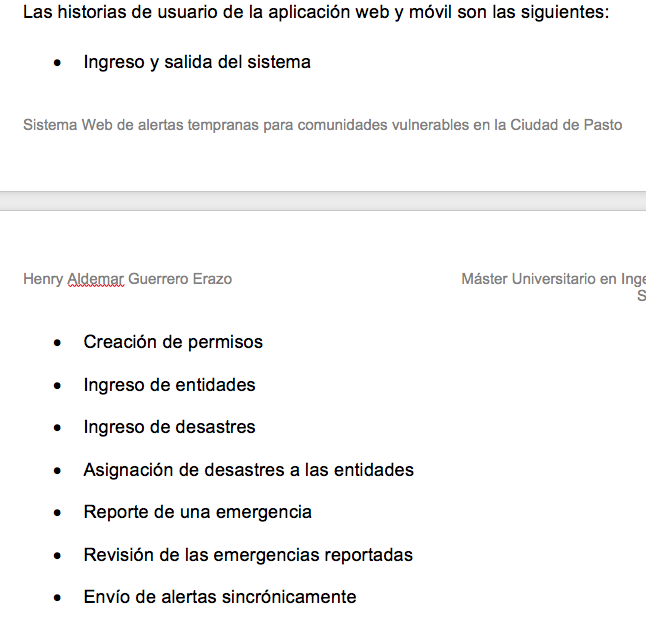 Las historias de usuario de la aplicación web y móvil son las siguientes:
• Ingreso y salida del sistema
Sistema Web de alertas tempranas para comunidades vulnerables en la Ciudad de Pasto
Henry Aldemar Guerrero Erazo Máster Universitario en Inge
S
• Creación de permisos
• Ingreso de entidades
• Ingreso de desastres
• Asignación de desastres a las entidades
• Reporte de una emergencia
• Revisión de las emergencias reportadas
• Envío de alertas sincrónicamente